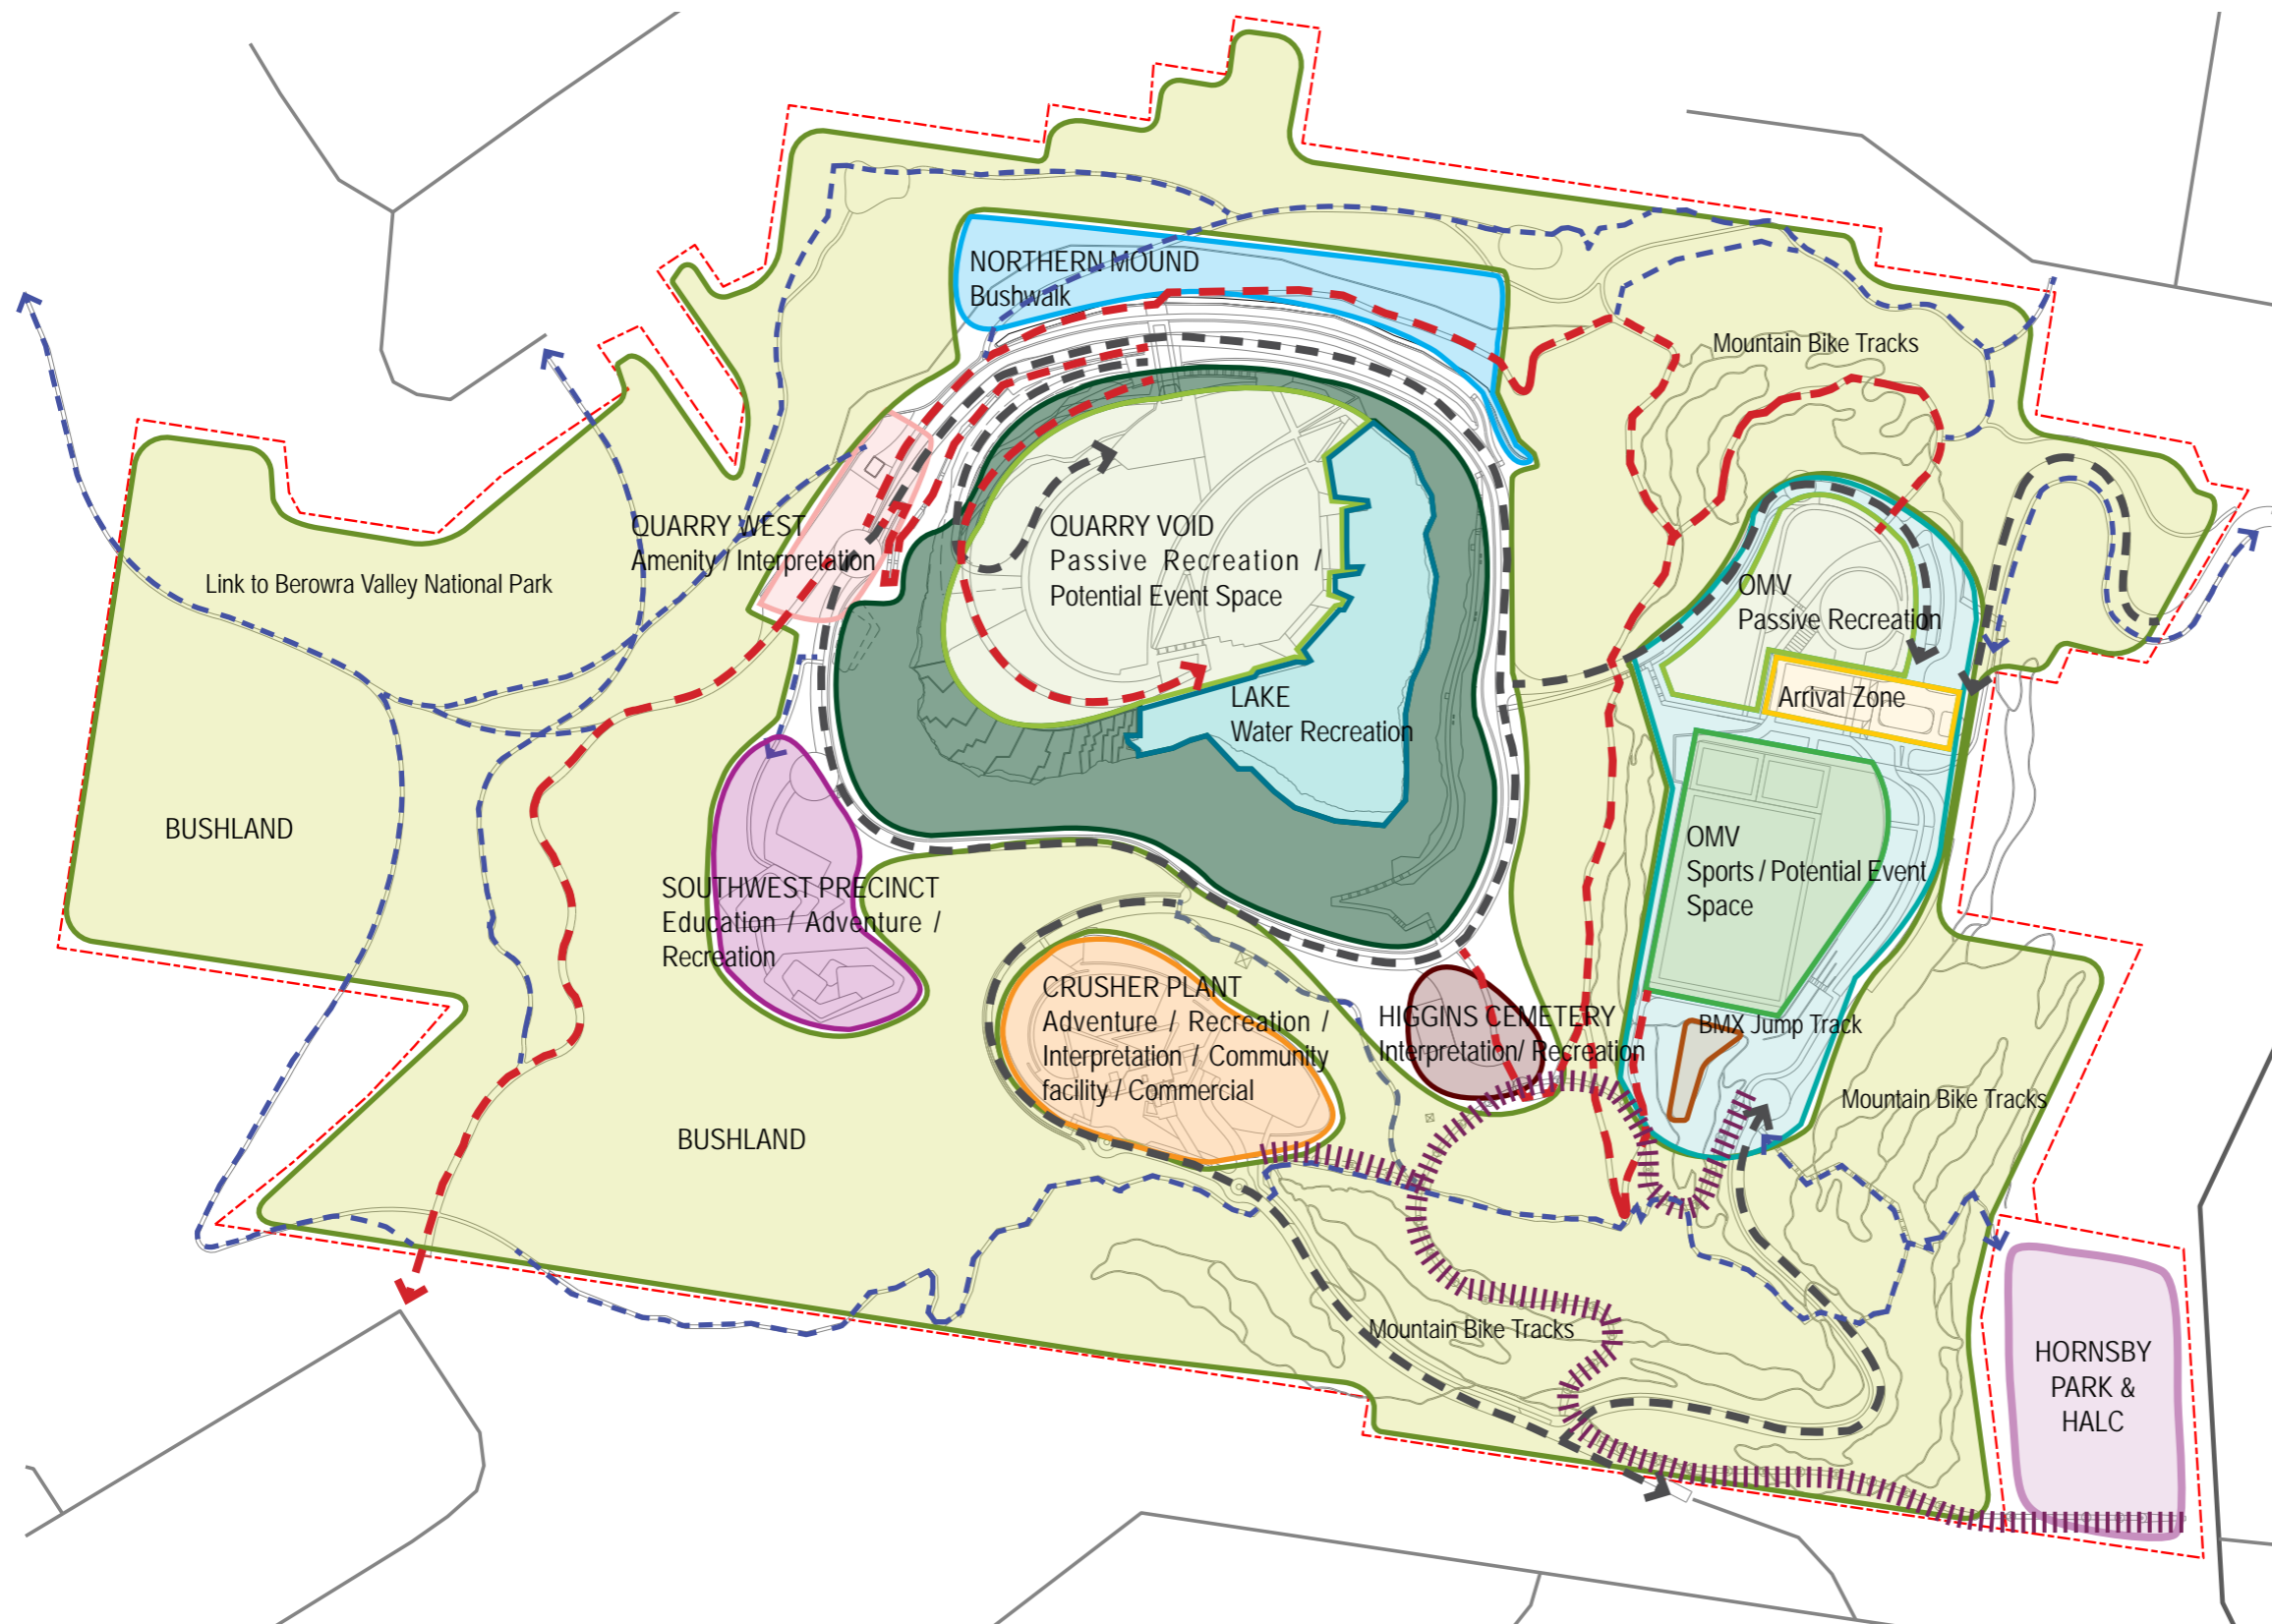 NORTHERN MOUND
Bushwalk
Mountain Bike Tracks
QUARRY WEST
Amenity / Interpretation
QUARRY VOID
Passive Recreation /
Potential Event Space
Link to Berowra Valley National Park
OMV
Passive Recreation
Arrival Zone
LAKE
Water Recreation
BUSHLAND
OMV
Sports / Potential Event
Space
SOUTHWEST PRECINCT
Education / Adventure /
Recreation
CRUSHER PLANT
Adventure / Recreation /
Interpretation / Community
facility / Commercial
HIGGINS CEMETERY
Interpretation/ Recreation
BMX Jump Track
Mountain Bike Tracks
BUSHLAND
Mountain Bike Tracks
HORNSBY
PARK &
HALC